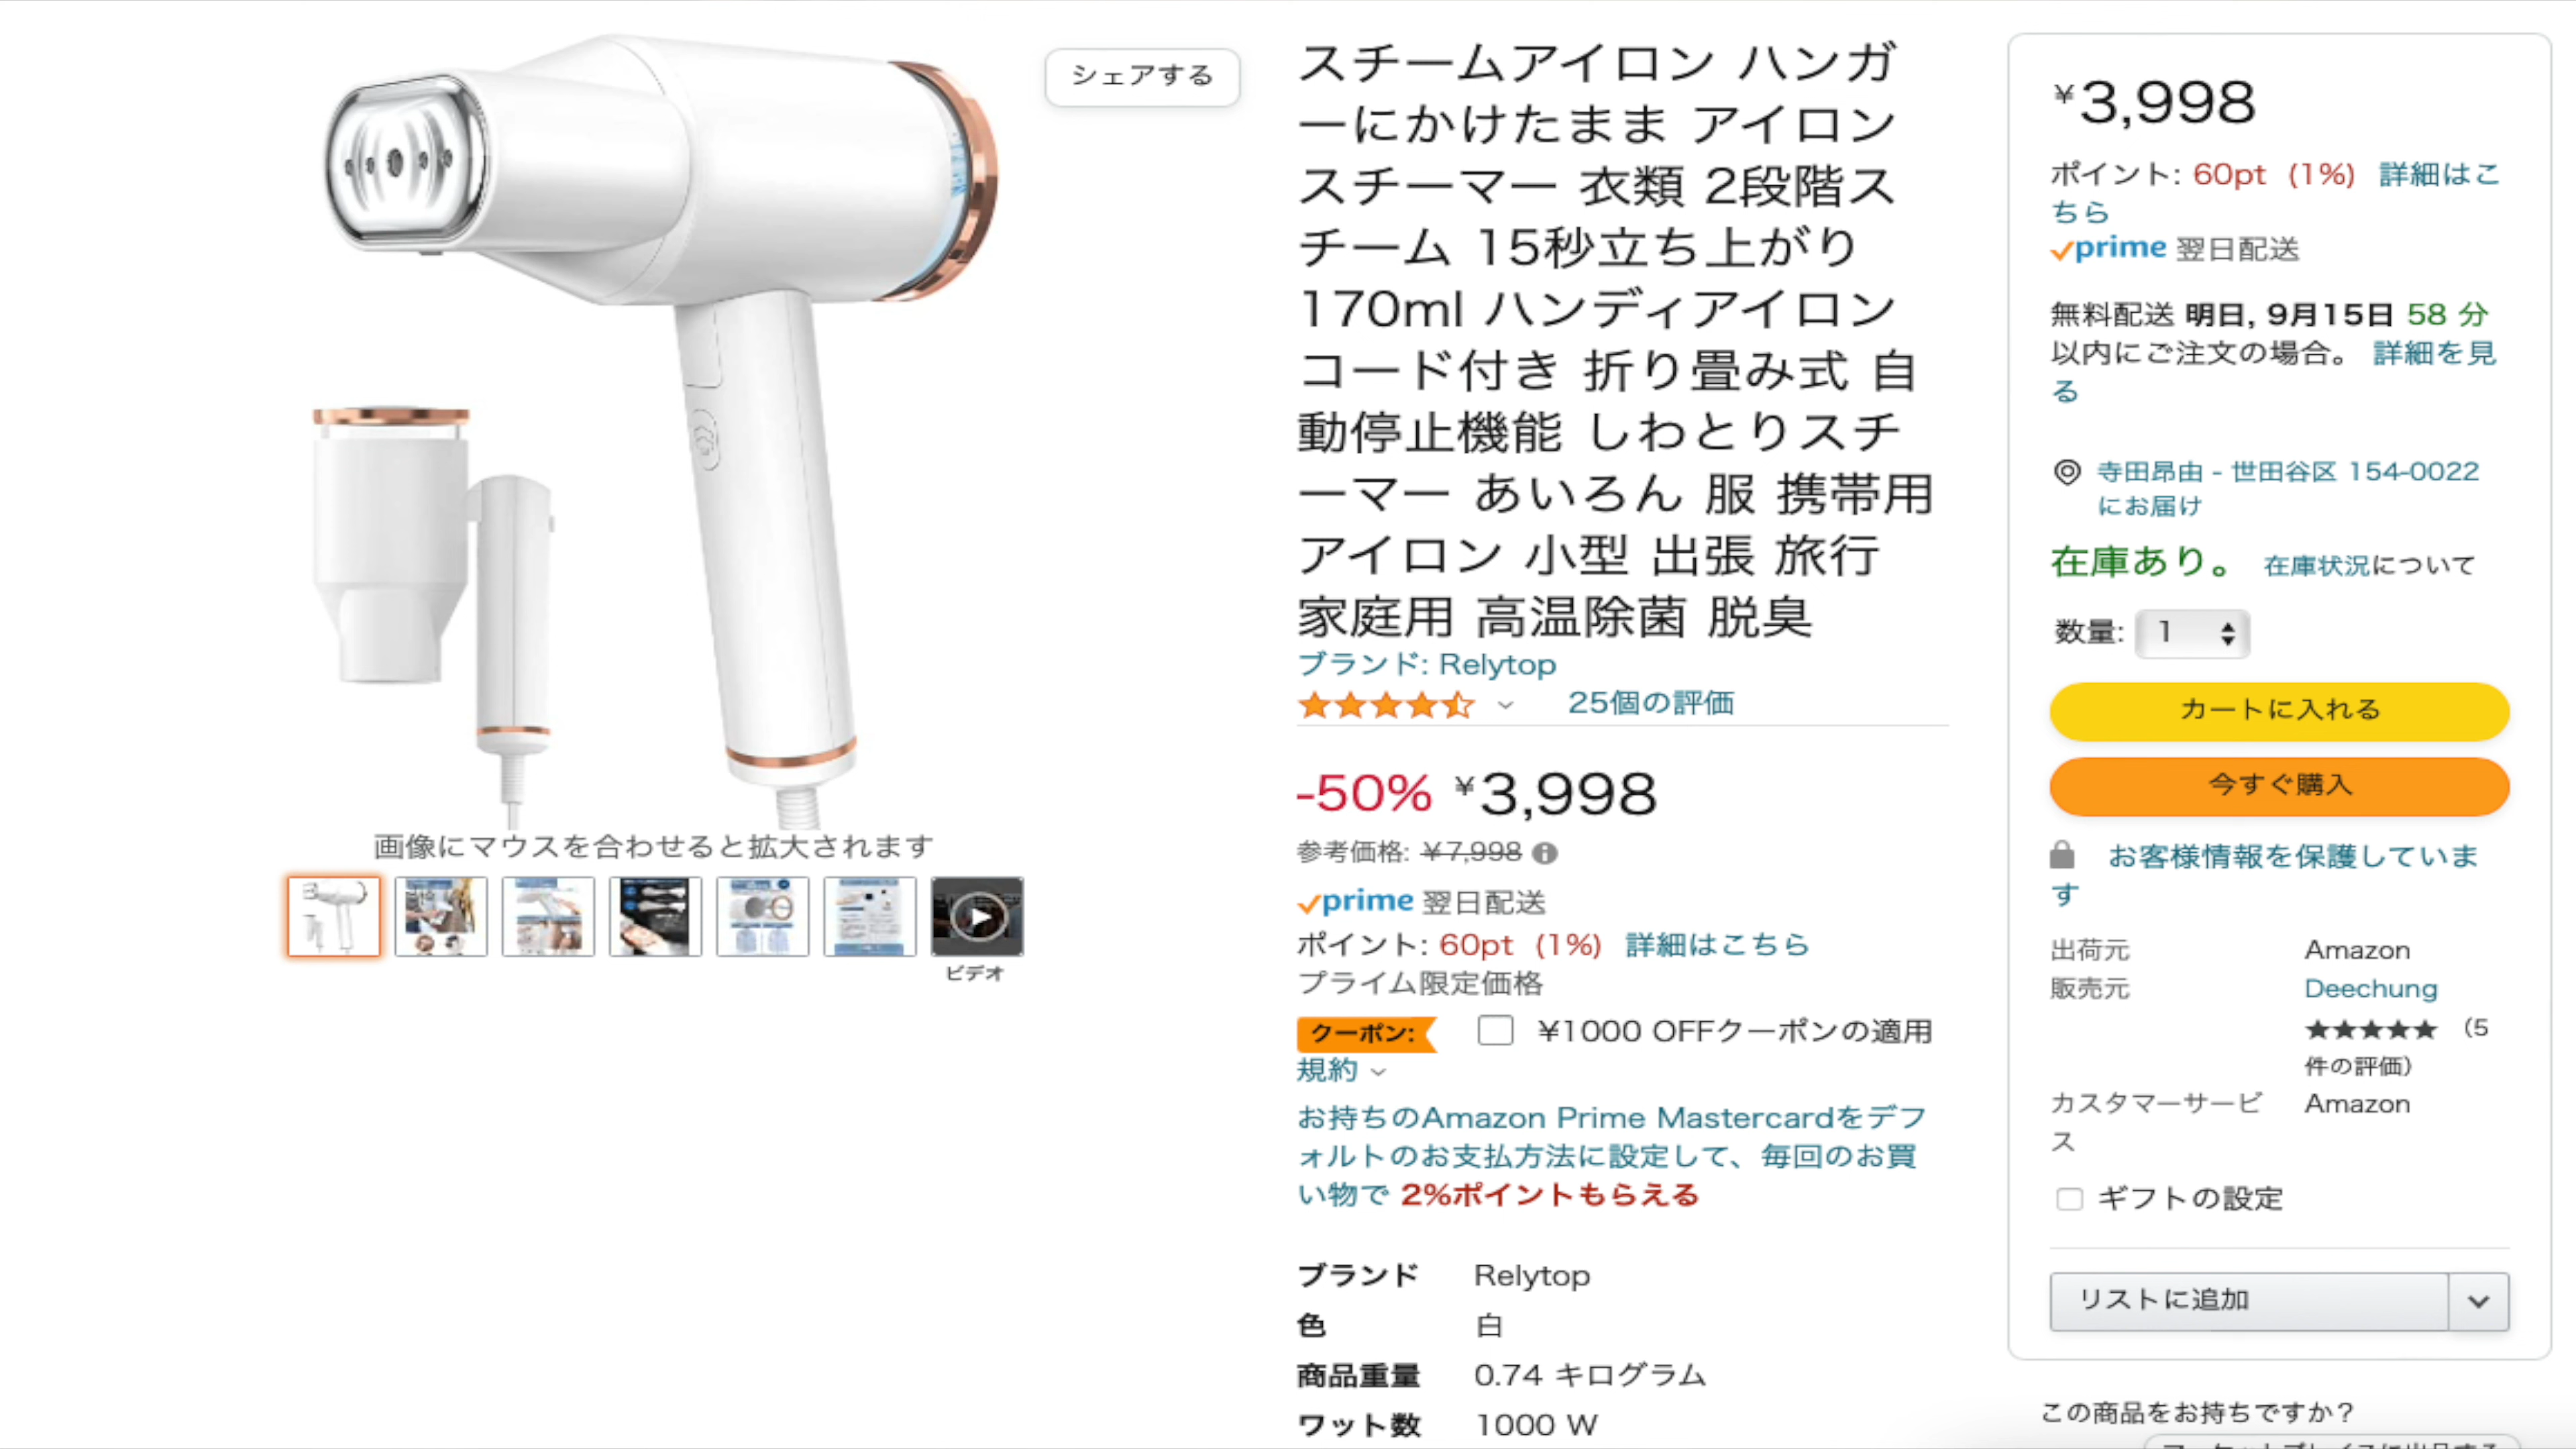 シェアする
画像にマウスを合わせると拡大されます
ビデオ
スチームアイロン ハンガ
ーにかけたまま アイロン
スチーマー 衣類 2段階ス
チーム 15秒立ち上がり
170ml ハンディアイロン
コード付き 折り畳み式 自
動停止機能 しわとりスチ
ーマー あいろん 服 携帯用
アイロン 小型 出張 旅行
家庭用 高温除菌 脱臭
ブランド: Relytop
25個の評価
-50% ¥3,998
参考価格: ¥7,998
prime 翌日配送
ポイント: 60pt (1%) 詳細はこちら
プライム限定価格
クーポン: ¥1000 OFFクーポンの適用
規約
お持ちのAmazon Prime Mastercardをデフ
ォルトのお支払方法に設定して、毎回のお買
い物で 2%ポイントもらえる
ブランド Relytop
色 白
商品重量 0.74 キログラム
ワット数 1000 W
¥3,998
ポイント: 60pt (1%) 詳細はこ
ちら
prime 翌日配送
無料配送 明日, 9月15日 58 分
以内にご注文の場合。 詳細を見
る
寺田昂由 - 世田谷区 154-0022
にお届け
在庫あり。 在庫状況について
数量: 1
カートに入れる
今すぐ購入
お客様情報を保護していま
す
出荷元 Amazon
販売元 Deechung
(5
件の評価)
カスタマーサービ Amazon
ス
ギフトの設定
リストに追加
この商品をお持ちですか?